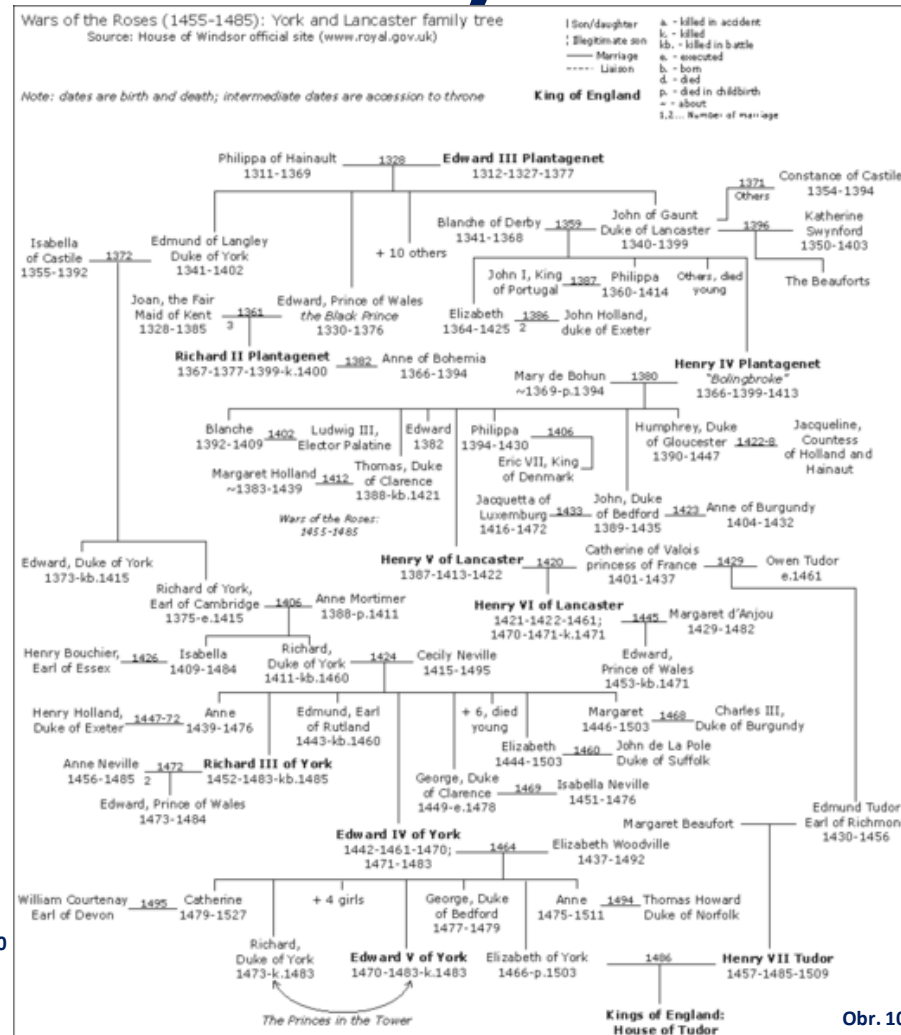 Wars of the Roses (1455-1485): York and Lancaster family tree
Source: House of Windsor official site (www.royal.gov.uk)
Note: dates are birth and death; intermediate dates are accession to throne
Son/daughter
Illegitimate son
Marriage
Liaison
King of England
a. - killed in accident
k. - killed
kb. - killed in battle
e. - executed
b. - born
d. - died
p. - died in childbirth
~ - about
1,2... Number of marriage
Philippa of Hainault
1311-1369
1328
Edward III Plantagenet
1312-1327-1377
Isabella
of Castile
1355-1392
1372
Edmund of Langley
Duke of York
1341-1402
+ 10 others
Blanche of Derby
1341-1368
1359
John of Gaunt
Duke of Lancaster
1340-1399
1371
Others
Constance of Castile
1354-1394
1396
Katherine
Swynford
1350-1403
The Beauforts
Joan, the Fair
Maid of Kent
1328-1385
1361
3
Edward, Prince of Wales
the Black Prince
1330-1376
John I, King
of Portugal
1387
Philippa
1360-1414
Others, died
young
Elizabeth
1364-1425
1386
2
John Holland,
duke of Exeter
Richard II Plantagenet
1367-1377-1399-k.1400
1382
Anne of Bohemia
1366-1394
Mary de Bohun
~1369-p.1394
1380
Henry IV Plantagenet
"Bolingbroke"
1366-1399-1413
Blanche
1392-1409
1402
Ludwig III,
Elector Palatine
Edward
1382
Philippa
1394-1430
1406
Eric VII, King
of Denmark
Humphrey, Duke
of Gloucester
1390-1447
1422-8
Jacqueline,
Countess
of Holland and
Hainaut
Margaret Holland
~1383-1439
1412
Thomas, Duke
of Clarence
1388-kb.1421
Wars of the Roses:
1455-1485
Jacquetta of
Luxemburg
1416-1472
1433
John, Duke
of Bedford
1389-1435
1423
Anne of Burgundy
1404-1432
Edward, Duke of York
1373-kb.1415
Henry V of Lancaster
1387-1413-1422
1420
Catherine of Valois
princess of France
1401-1437
1429
Owen Tudor
e.1461
Richard of York,
Earl of Cambridge
1375-e.1415
1406
Anne Mortimer
1388-p.1411
Henry VI of Lancaster
1421-1422-1461;
1470-1471-k.1471
1445
Margaret d'Anjou
1429-1482
Henry Bouchier,
Earl of Essex
1426
Isabella
1409-1484
Richard,
Duke of York
1411-kb.1460
1424
Cecily Neville
1415-1495
Edward,
Prince of Wales
1453-kb.1471
Henry Holland,
Duke of Exeter
1447-72
Anne
1439-1476
Edmund, Earl
of Rutland
1443-kb.1460
+ 6, died
young
Margaret
1446-1503
1468
Charles III,
Duke of Burgundy
Elizabeth
1444-1503
1460
John de La Pole
Duke of Suffolk
Anne Neville
1456-1485
1472
2
Richard III of York
1452-1483-kb.1485
George, Duke
of Clarence
1449-e.1478
1469
Isabella Neville
1451-1476
Edward, Prince of Wales
1473-1484
Edward IV of York
1442-1461-1470;
1471-1483
1464
Elizabeth Woodville
1437-1492
Margaret Beaufort
Edmund Tudor
Earl of Richmon
1430-1456
William Courtenay
Earl of Devon
1495
Catherine
1479-1527
+ 4 girls
George, Duke
of Bedford
1477-1479
Anne
1475-1511
1494
Thomas Howard
Duke of Norfolk
Richard,
Duke of York
1473-k.1483
Edward V of York
1470-1483-k.1483
Elizabeth of York
1466-p.1503
1486
Henry VII Tudor
1457-1485-1509
The Princes in the Tower
Kings of England:
House of Tudor
Obr. 10